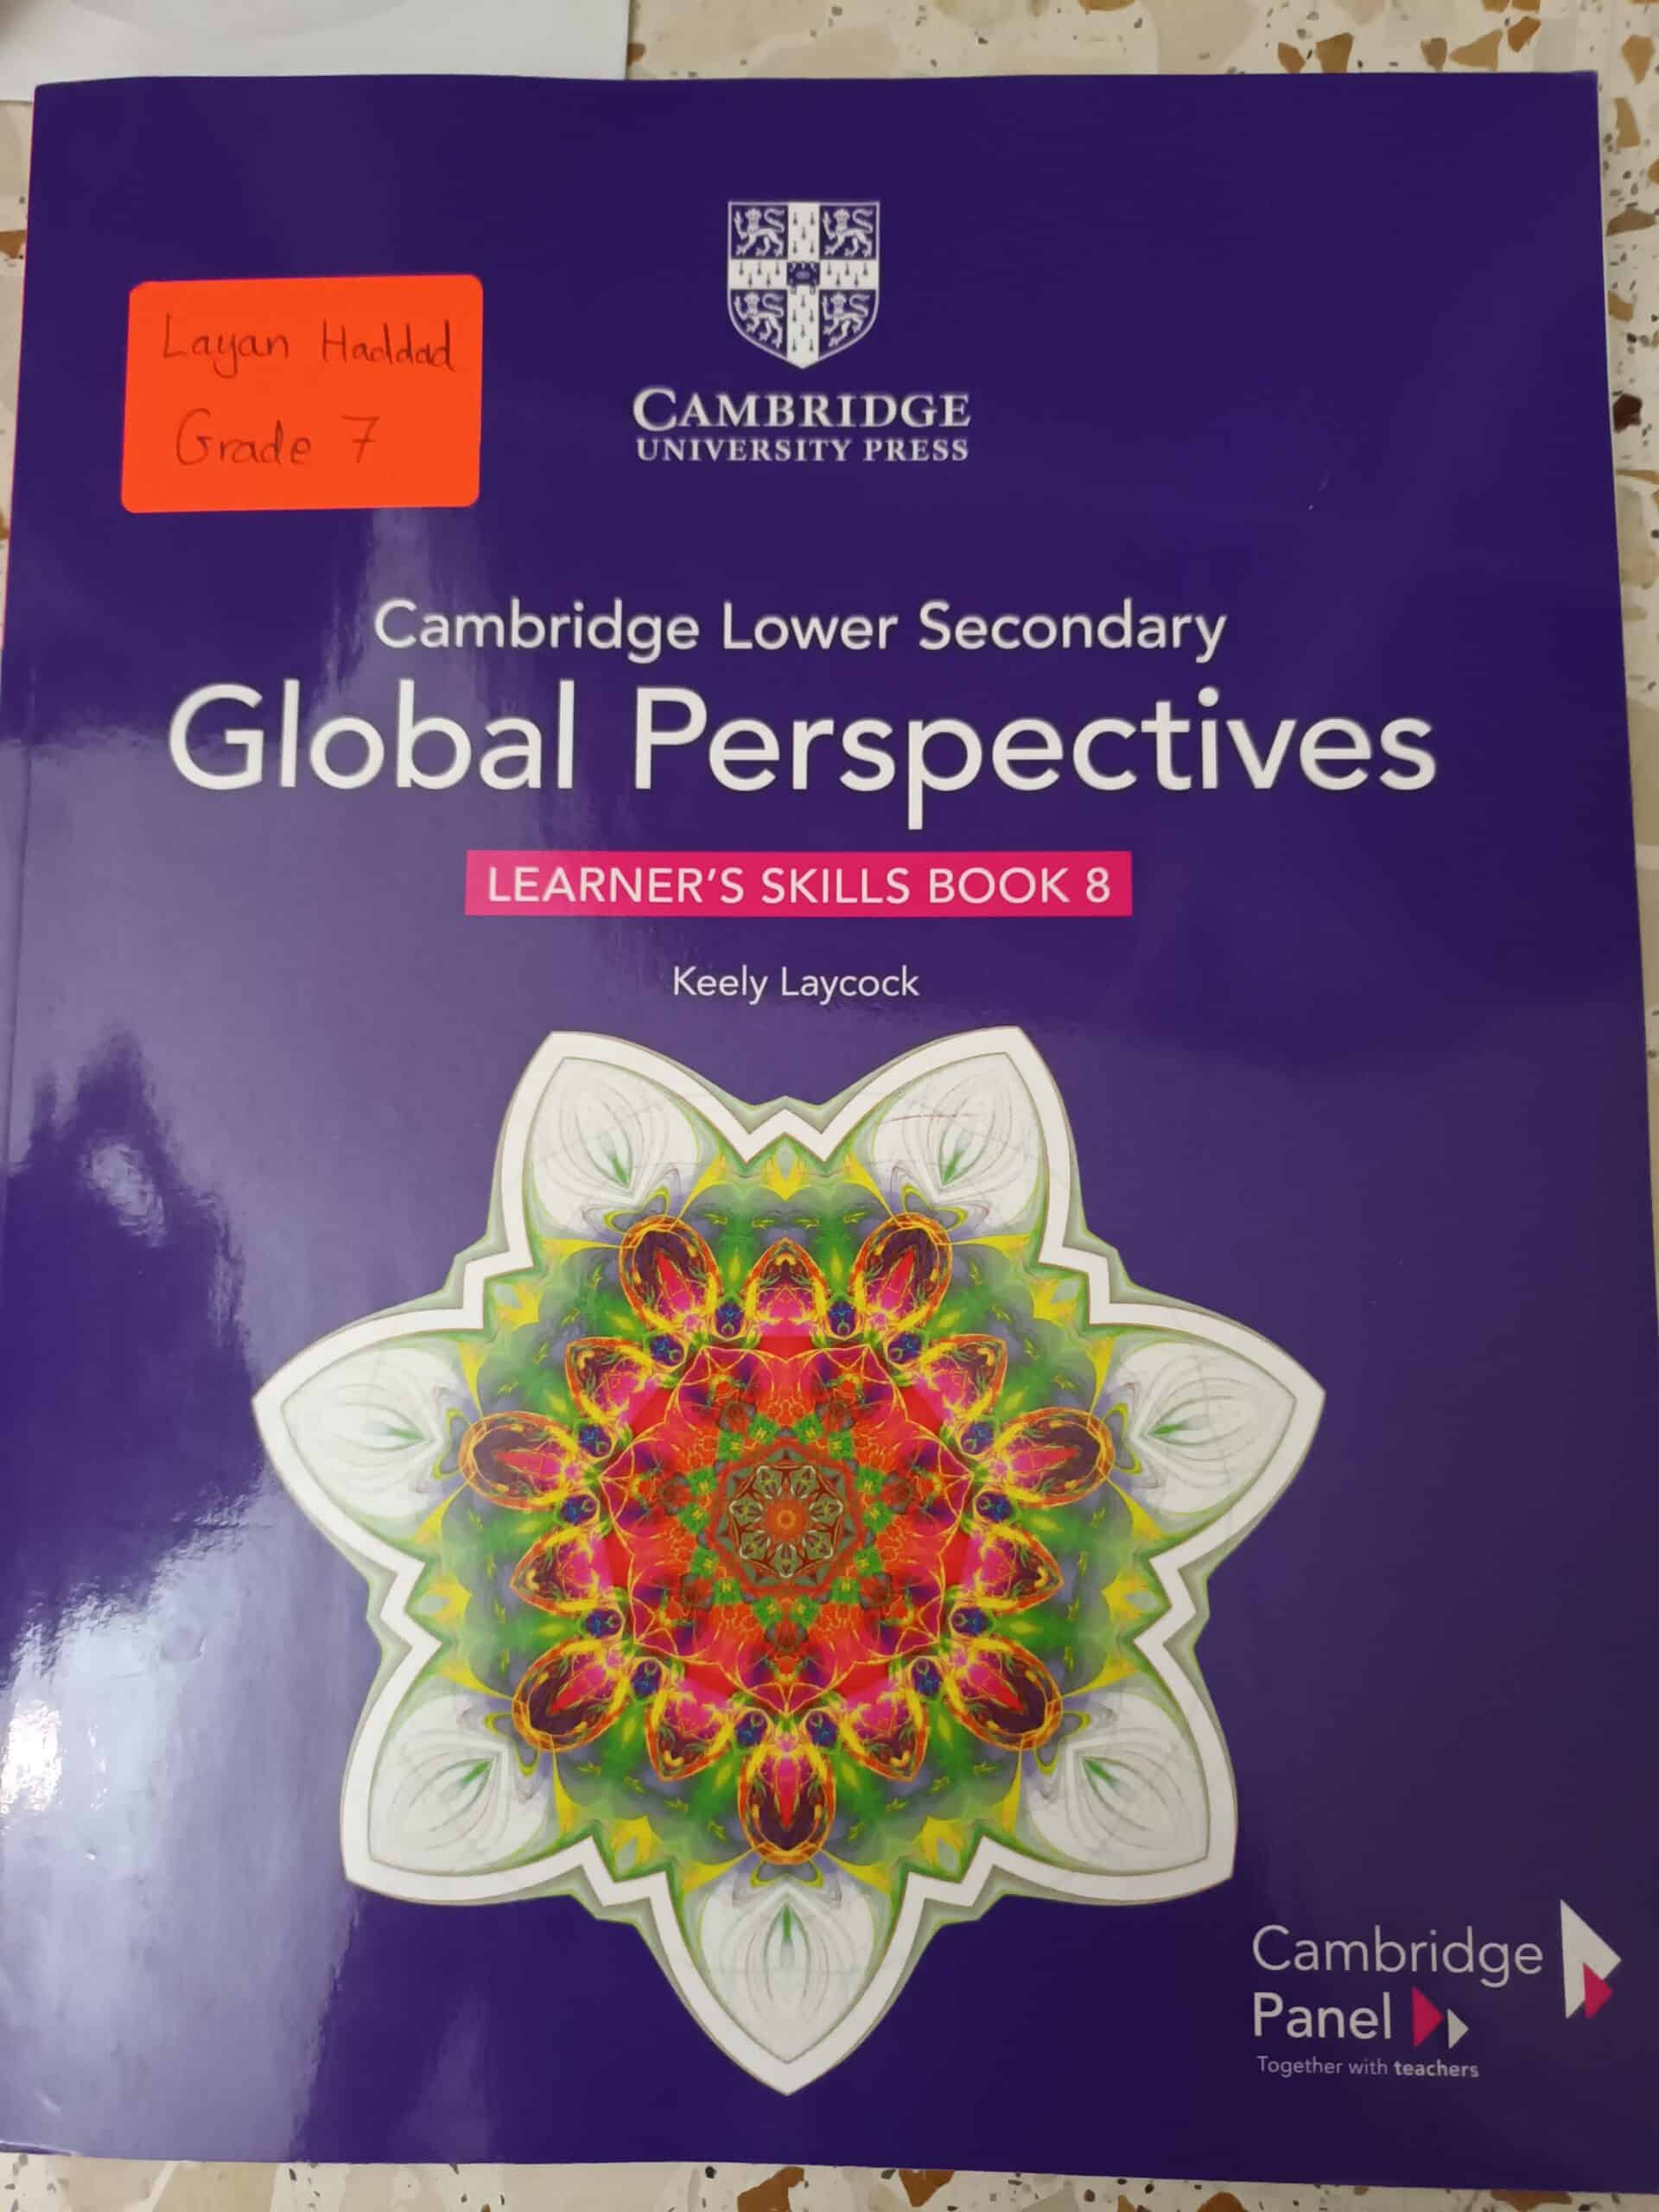 Layan Haddad
Grade 7
CAMBRIDGE
UNIVERSITY PRESS
Cambridge Lower Secondary
Global Perspectives
LEARNER'S SKILLS BOOK 8
Keely Laycock
Cambridge
Panel
Together with teachers